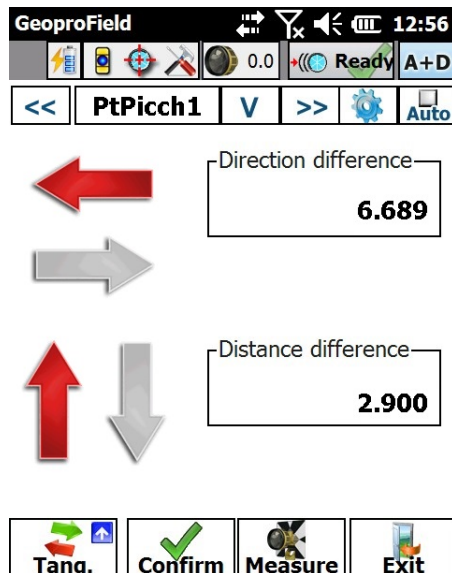 GeoproField 12:56
0.0 Ready A+D
<< PtPicch1 V >> Auto
Direction difference
6.689
Distance difference
2.900
Tang. Confirm Measure Exit